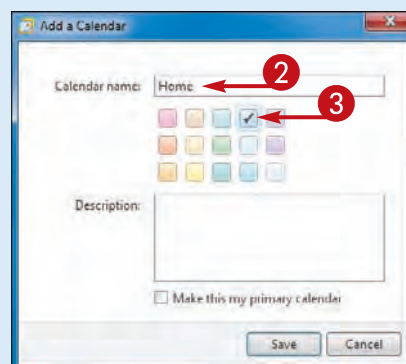 Add a Calendar
Calendar name: Home 2
3
Description:
Make this my primary calendar
Save Cancel